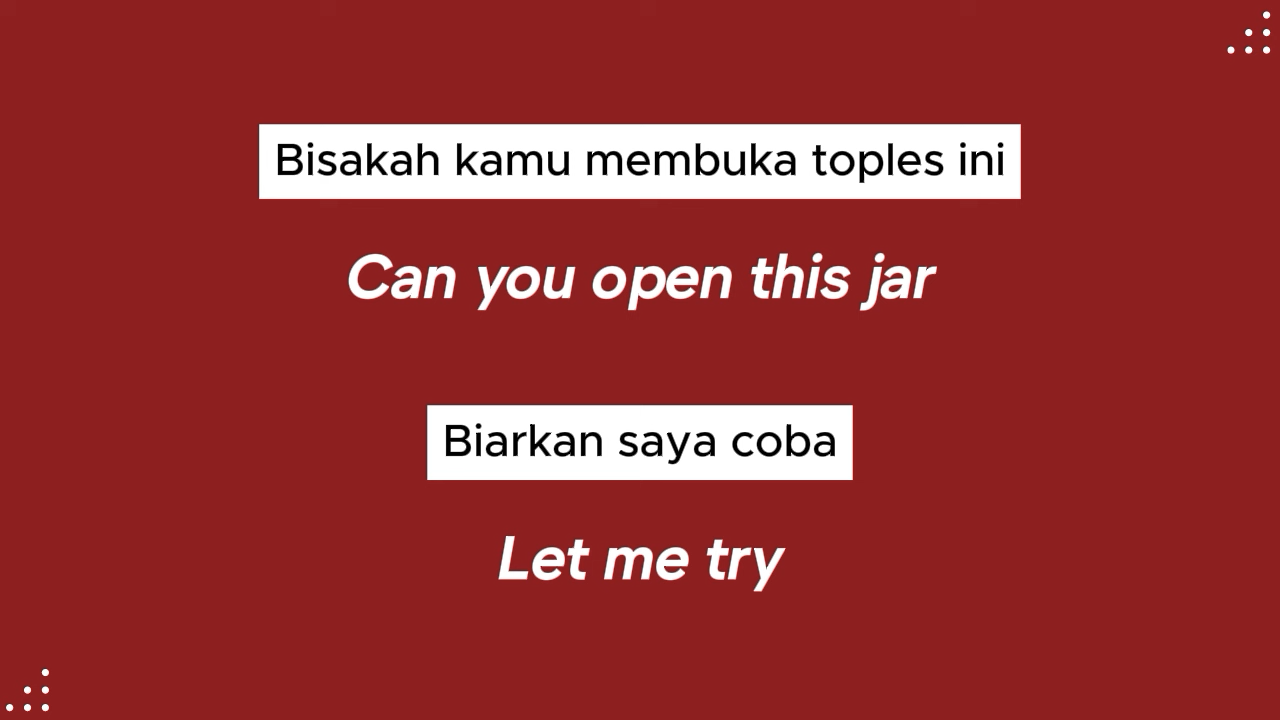 Bisakah kamu membuka toples ini
Can you open this jar
Biarkan saya coba
Let me try